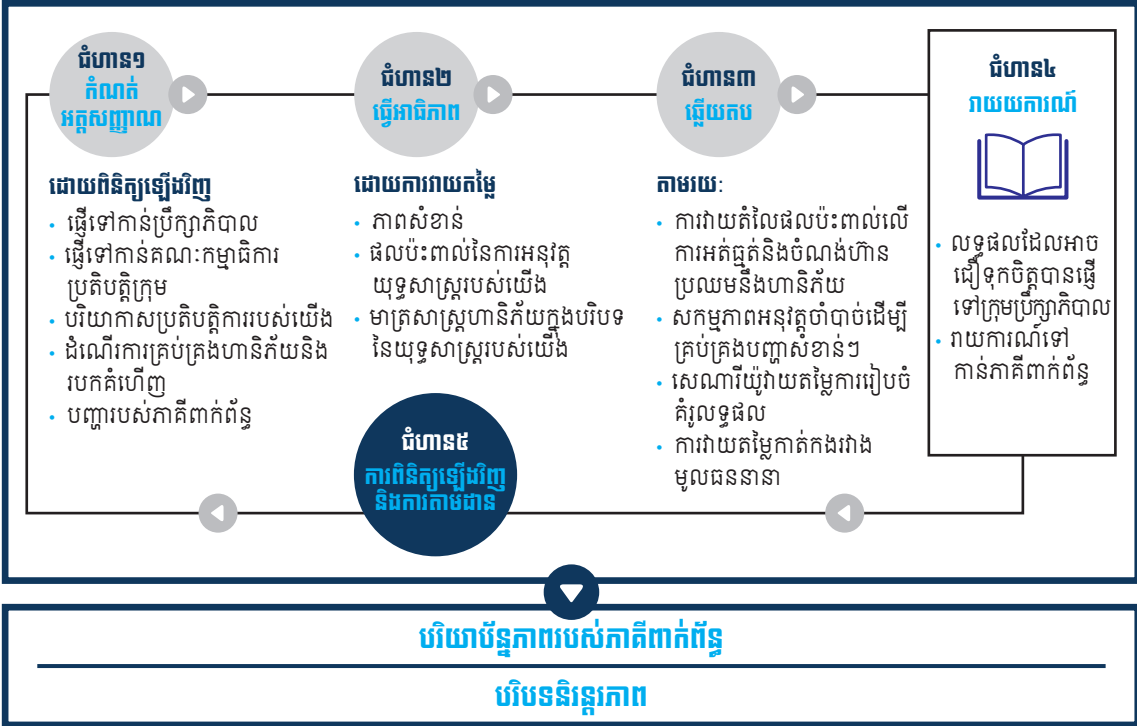 ជំហាន១
កំណត់
អត្តសញ្ញាណ
ដោយពិនិត្យឡើងវិញ
• ផ្ញើទៅកាន់ប្រឹក្សាភិបាល
• ផ្ញើទៅកាន់គណៈកម្មាធិការ
ប្រតិបត្តិក្រុម
• បរិយាកាសប្រតិបត្តិការរបស់យើង
• ដំណើរការគ្រប់គ្រងហានិភ័យនិង
របកគំហើញ
• បញ្ហារបស់ភាគីពាក់ព័ន្ធ
ជំហាន២
ធ្វើអាធិភាព
ដោយការវាយតម្លៃ
• ភាពសំខាន់
• ផលប៉ះពាល់នៃការអនុវត្ត
យុទ្ធសាស្ត្ររបស់យើង
• មាត្រសាស្ត្រហានិភ័យក្នុងបរិបទ
នៃយុទ្ធសាស្ត្ររបស់យើង
ជំហាន៣
ឆ្លើយតប
តាមរយៈ
• ការវាយតំលៃផលប៉ះពាល់លើ
ការអត់ធ្មត់និងចំណង់ហ៊ាន
ប្រឈមនឹងហានិភ័យ
• សកម្មភាពអនុវត្តចាំបាច់ដើម្បី
គ្រប់គ្រងបញ្ហាសំខាន់ៗ
• សេណារីយ៉ូវាយតម្លៃការរៀបចំ
គំរូលទ្ធផល
• ការវាយតម្លៃកាត់កងរវាង
មូលធននានា
ជំហាន៤
រាយយការណ៍
• លទ្ធផលដែលអាច
ជឿទុកចិត្តបានផ្ញើ
ទៅក្រុមប្រឹក្សាភិបាល
• រាយការណ៍ទៅ
កាន់ភាគីពាក់ព័ន្ធ
ជំហាន៥
ការពិនិត្យឡើងវិញ
និងការតាមដាន
បរិយាប័ន្នភាពរបស់ភាគីពាក់ព័ន្ធ
បរិបទនិរន្តរភាព